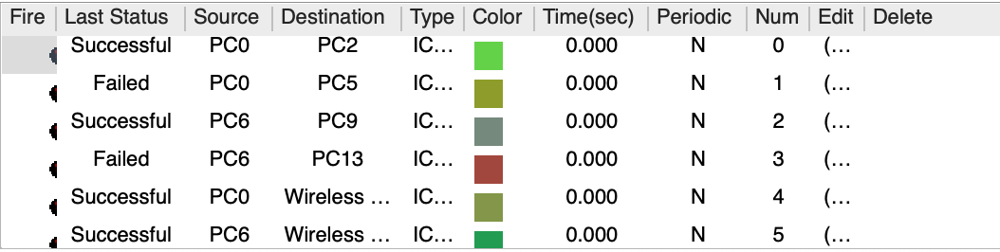 Fire Last Status Source Destination Type Color Time(sec) Periodic Num Edit Delete
Successful PC0 PC2 IC... 0.000 N 0 (...
Failed PC0 PC5 IC... 0.000 N 1 (...
Successful PC6 PC9 IC... 0.000 N 2 (...
Failed PC6 PC13 IC... 0.000 N 3 (...
Successful PC0 Wireless ... IC... 0.000 N 4 (...
Successful PC6 Wireless ... IC... 0.000 N 5 (...